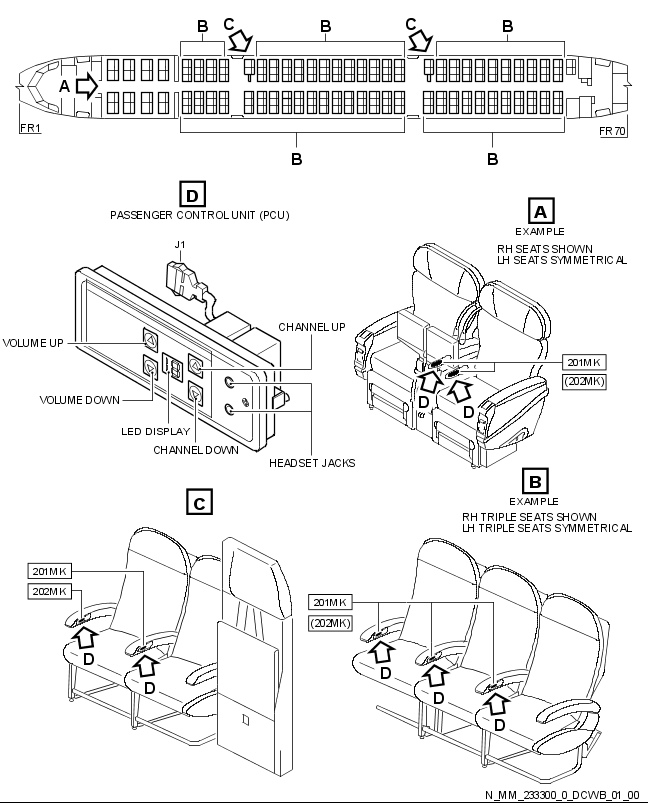 B C B C B
A
FR1
FR70
B B
D
PASSENGER CONTROL UNIT (PCU)
J1
VOLUME UP
CHANNEL UP
VOLUME DOWN
LED DISPLAY
CHANNEL DOWN
HEADSET JACKS
A
EXAMPLE
RH SEATS SHOWN
LH SEATS SYMMETRICAL
201MK
(202MK)
D
D
C
201MK
202MK
D
D
B
EXAMPLE
RH TRIPLE SEATS SHOWN
LH TRIPLE SEATS SYMMETRICAL
201MK
(202MK)
D
D
D
N_MM_233300_0_DCWB_01_00